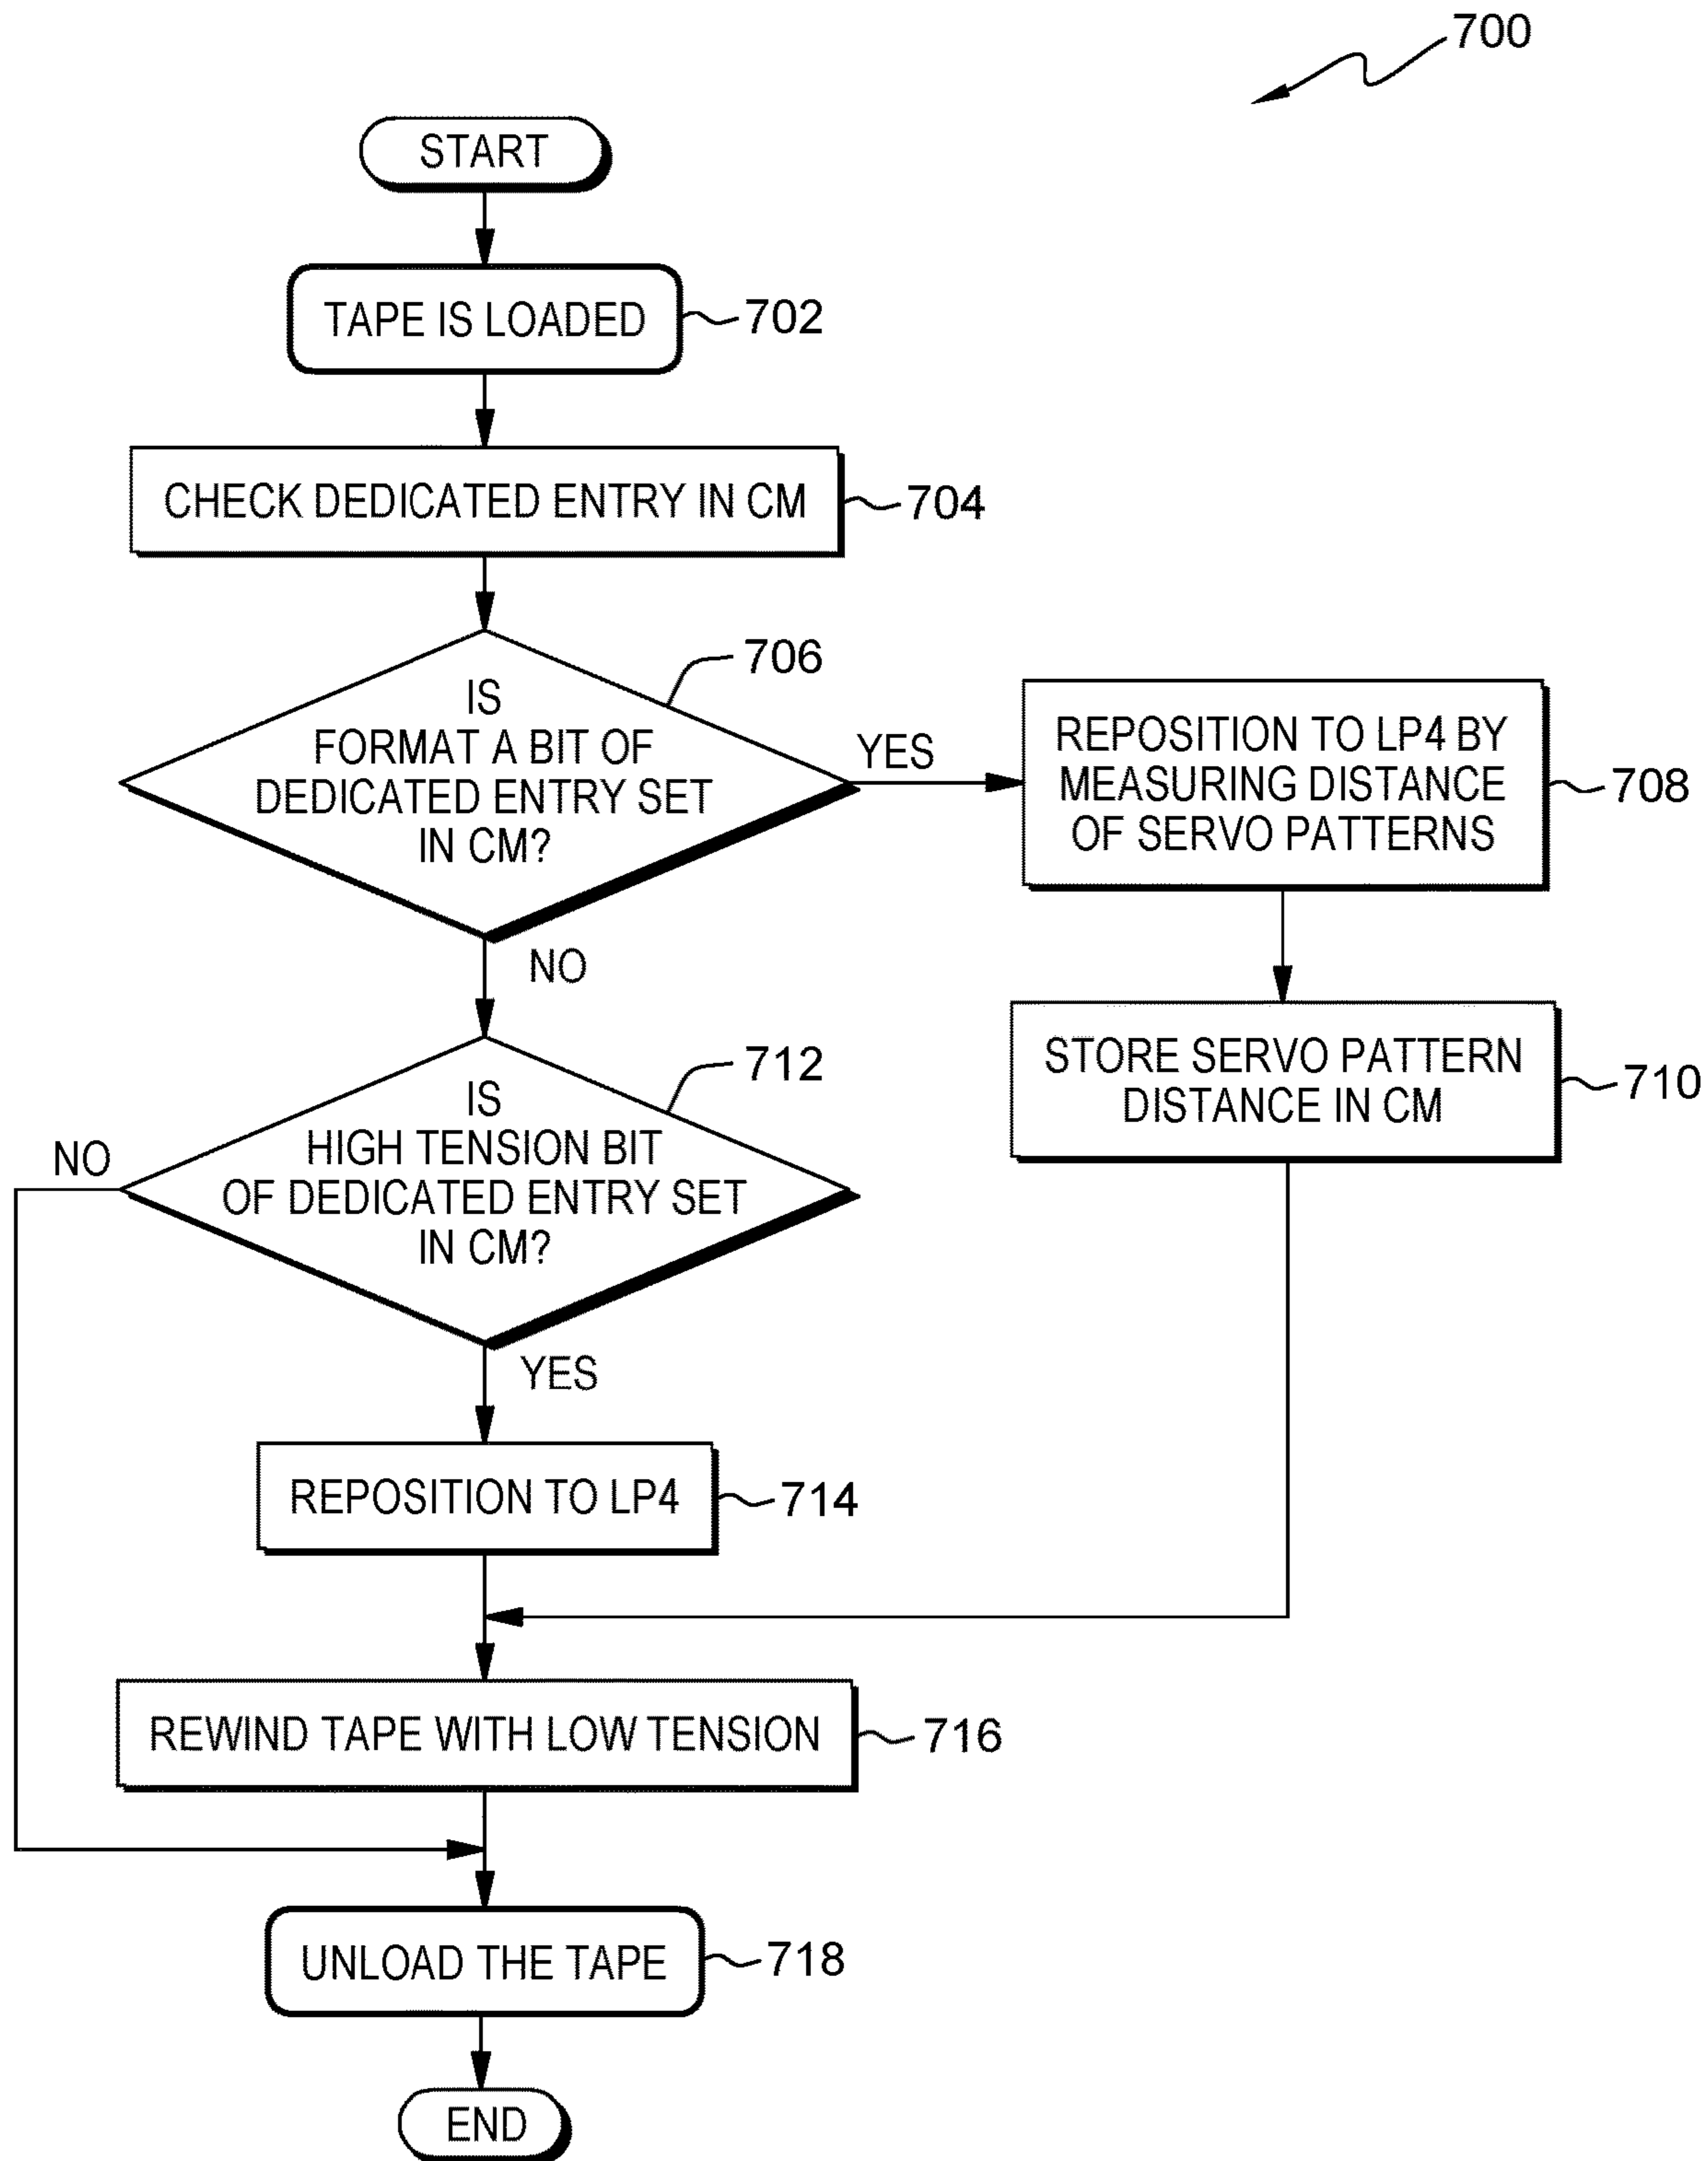 700
START
TAPE IS LOADED
702
CHECK DEDICATED ENTRY IN CM
704
706
IS
FORMAT A BIT OF
DEDICATED ENTRY SET
IN CM?
YES
REPOSITION TO LP4 BY
MEASURING DISTANCE
OF SERVO PATTERNS
708
NO
STORE SERVO PATTERN
DISTANCE IN CM
710
712
IS
HIGH TENSION BIT
OF DEDICATED ENTRY SET
IN CM?
NO
YES
REPOSITION TO LP4
714
REWIND TAPE WITH LOW TENSION
716
UNLOAD THE TAPE
718
END